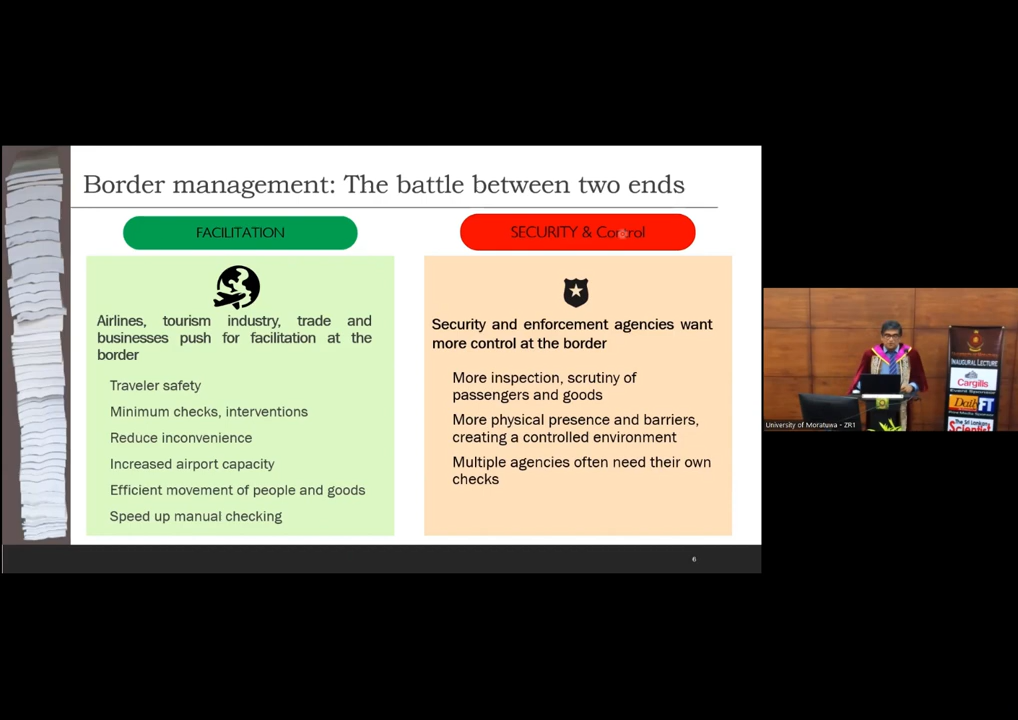 Border management: The battle between two ends
FACILITATION
Airlines, tourism industry, trade and
businesses push for facilitation at the
border
Traveler safety
Minimum checks, interventions
Reduce inconvenience
Increased airport capacity
Efficient movement of people and goods
Speed up manual checking
SECURITY & Control
Security and enforcement agencies want
more control at the border
More inspection, scrutiny of
passengers and goods
More physical presence and barriers,
creating a controlled environment
Multiple agencies often need their own
checks
6
INAUGURAL LECTURE
Cargills
Daily FT
The Sri Lankan
Scientist
University of Moratuwa - ZR1